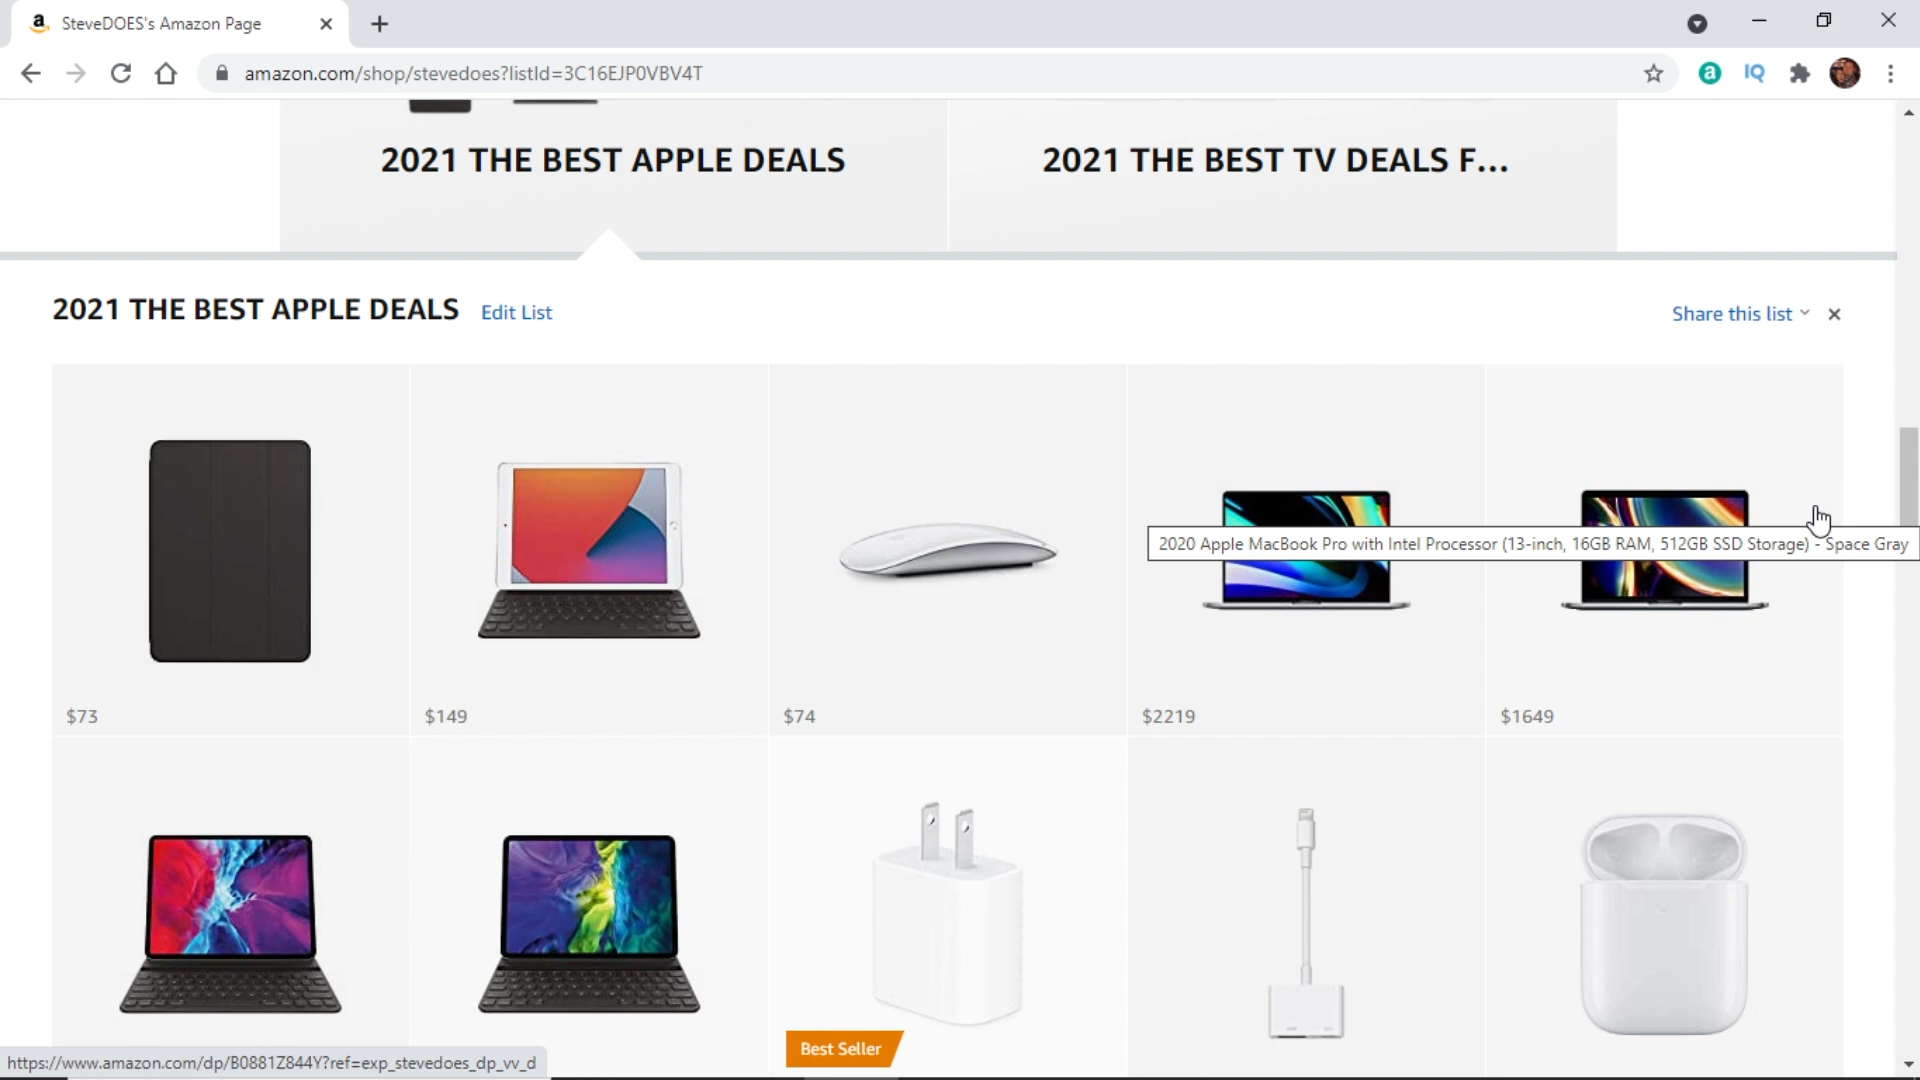 SteveDOES's Amazon Page
amazon.com/shop/stevedoes?listId=3C16EJP0VBV4T
IQ
2021 THE BEST APPLE DEALS
2021 THE BEST TV DEALS F...
2021 THE BEST APPLE DEALS Edit List
Share this list
2020 Apple MacBook Pro with Intel Processor (13-inch, 16GB RAM, 512GB SSD Storage) - Space Gray
$73
$149
$74
$2219
$1649
Best Seller
https://www.amazon.com/dp/B0881Z844Y?ref=exp_stevedoes_dp_vv_d